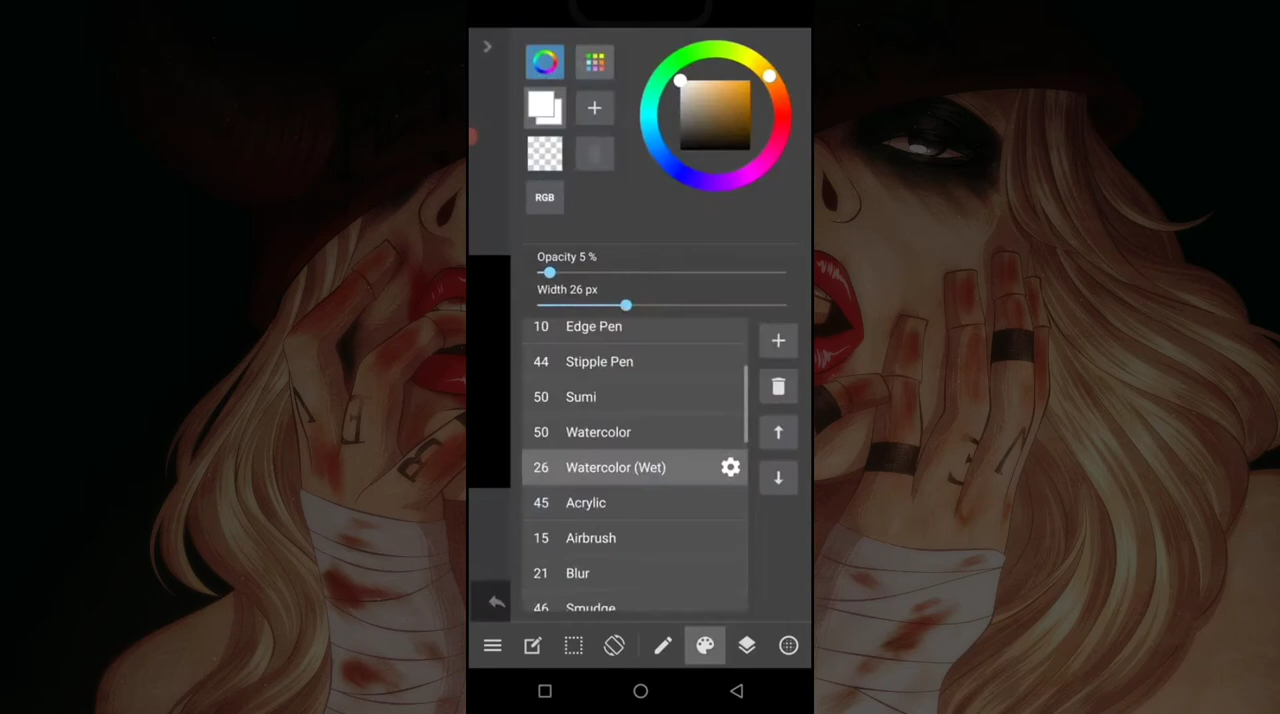 RGB
Opacity 5 %
Width 26 px
10 Edge Pen
44 Stipple Pen
50 Sumi
50 Watercolor
26 Watercolor (Wet)
45 Acrylic
15 Airbrush
21 Blur
46 Smudge